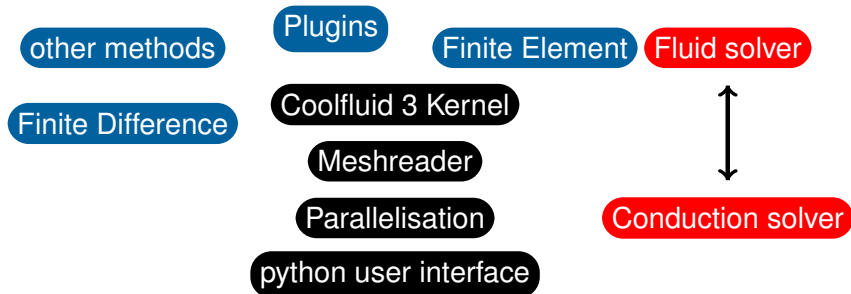 Plugins
other methods
Finite Element
Fluid solver
Coolfluid 3 Kernel
Finite Difference
Meshreader
Parallelisation
Conduction solver
python user interface